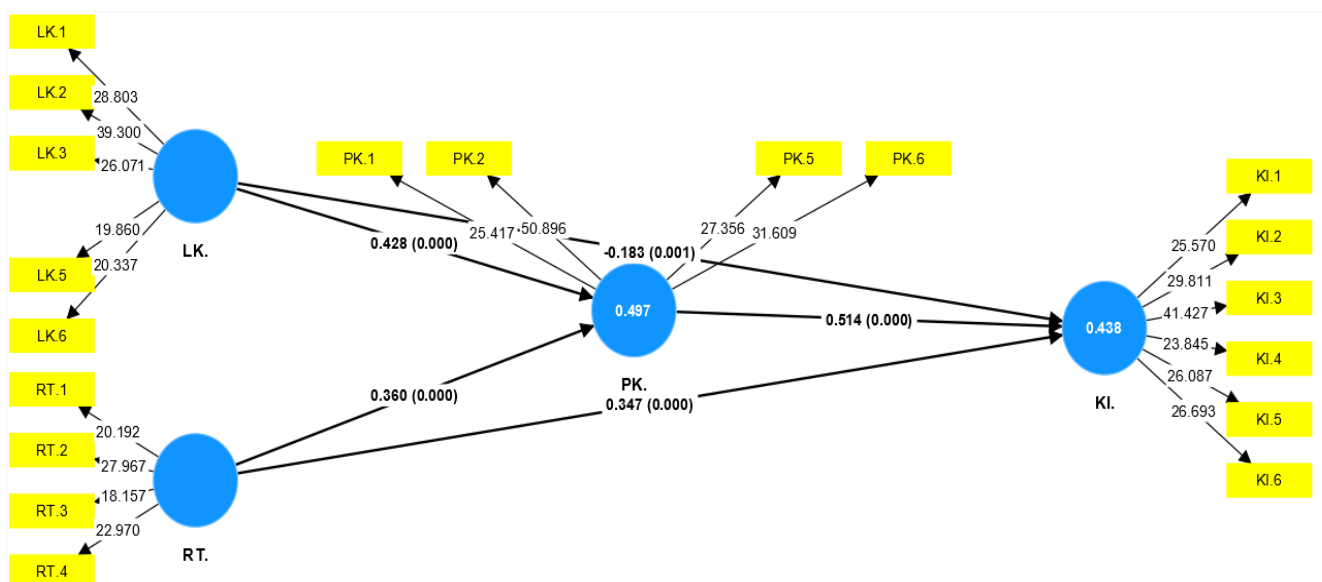 LK.1
LK.2
LK.3
LK.5
LK.6
28.803
39.300
26.071
19.860
20.337
LK.
RT.1
RT.2
RT.3
RT.4
20.192
27.967
18.157
22.970
RT.
PK.1
PK.2
PK.5
PK.6
25.417
50.896
27.356
31.609
0.428 (0.000)
-0.183 (0.001)
0.497
PK.
0.514 (0.000)
0.360 (0.000)
0.347 (0.000)
0.438
KI.
25.570
29.811
41.427
23.845
26.087
26.693
KI.1
KI.2
KI.3
KI.4
KI.5
KI.6